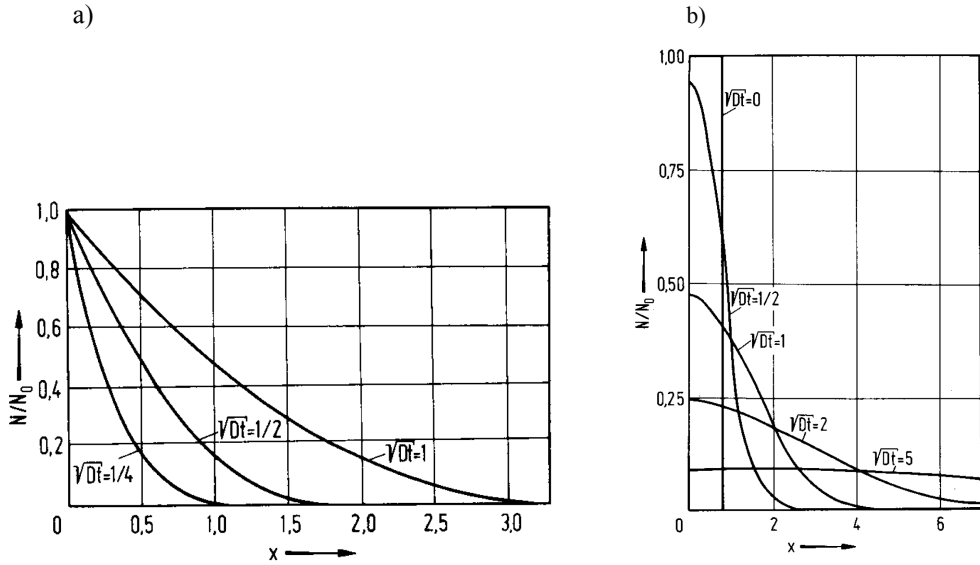 a)
1,0
0,8
0,6
0,4
0,2
N/N₀
√Dt=1/4
√Dt=1/2
√Dt=1
0 0,5 1,0 1,5 2,0 2,5 3,0
x
b)
1,00
0,75
0,50
0,25
0
N/N₀
√Dt=0
√Dt=1/2
√Dt=1
√Dt=2
√Dt=5
0 2 4 6
x